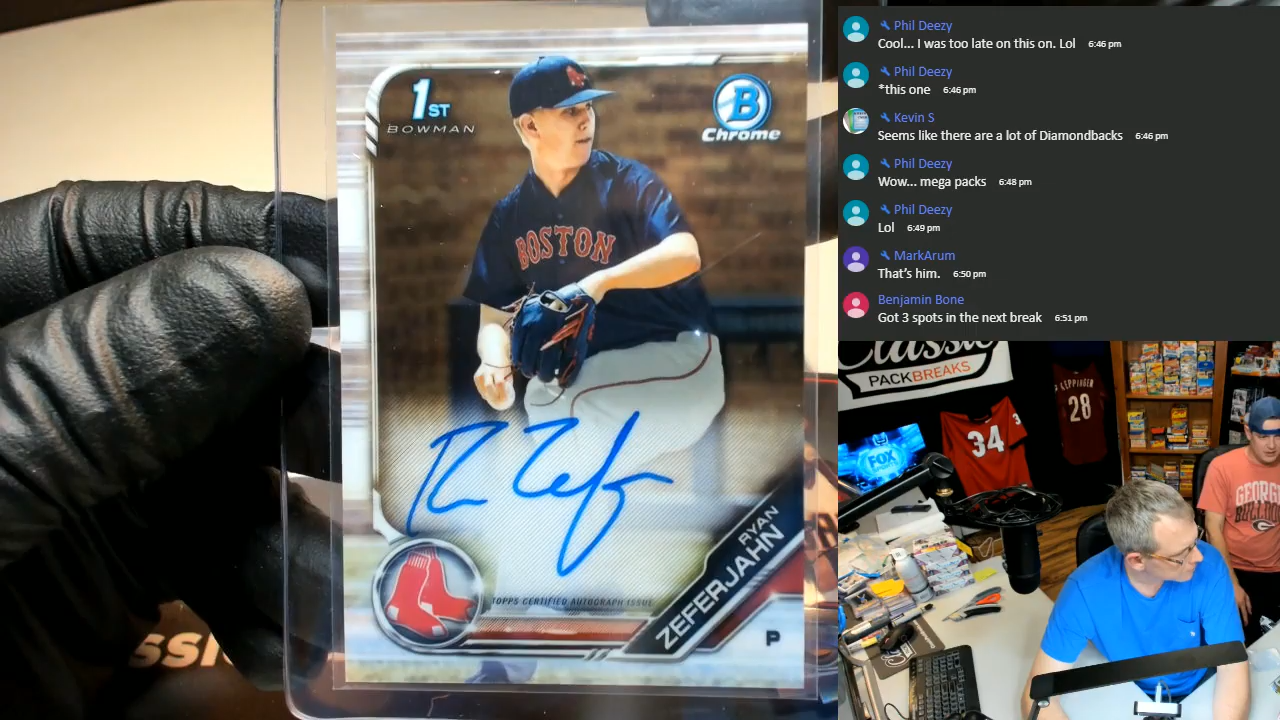 1ST
BOWMAN
B
Chrome
BOSTON
TOPPS CERTIFIED AUTOGRAPH ISSUE
RYAN
ZEFERJAHN
P
SSIC
Phil Deezy
Cool... I was too late on this on. Lol 6:46 pm
Phil Deezy
*this one 6:46 pm
Kevin S
Seems like there are a lot of Diamondbacks 6:46 pm
Phil Deezy
Wow... mega packs 6:48 pm
Phil Deezy
Lol 6:49 pm
MarkArum
That's him. 6:50 pm
Benjamin Bone
Got 3 spots in the next break 6:51 pm
Classic
PACKBREAKS
LEPPINGER
28
34
FOX
GEORGIA
BULLDOGS
G